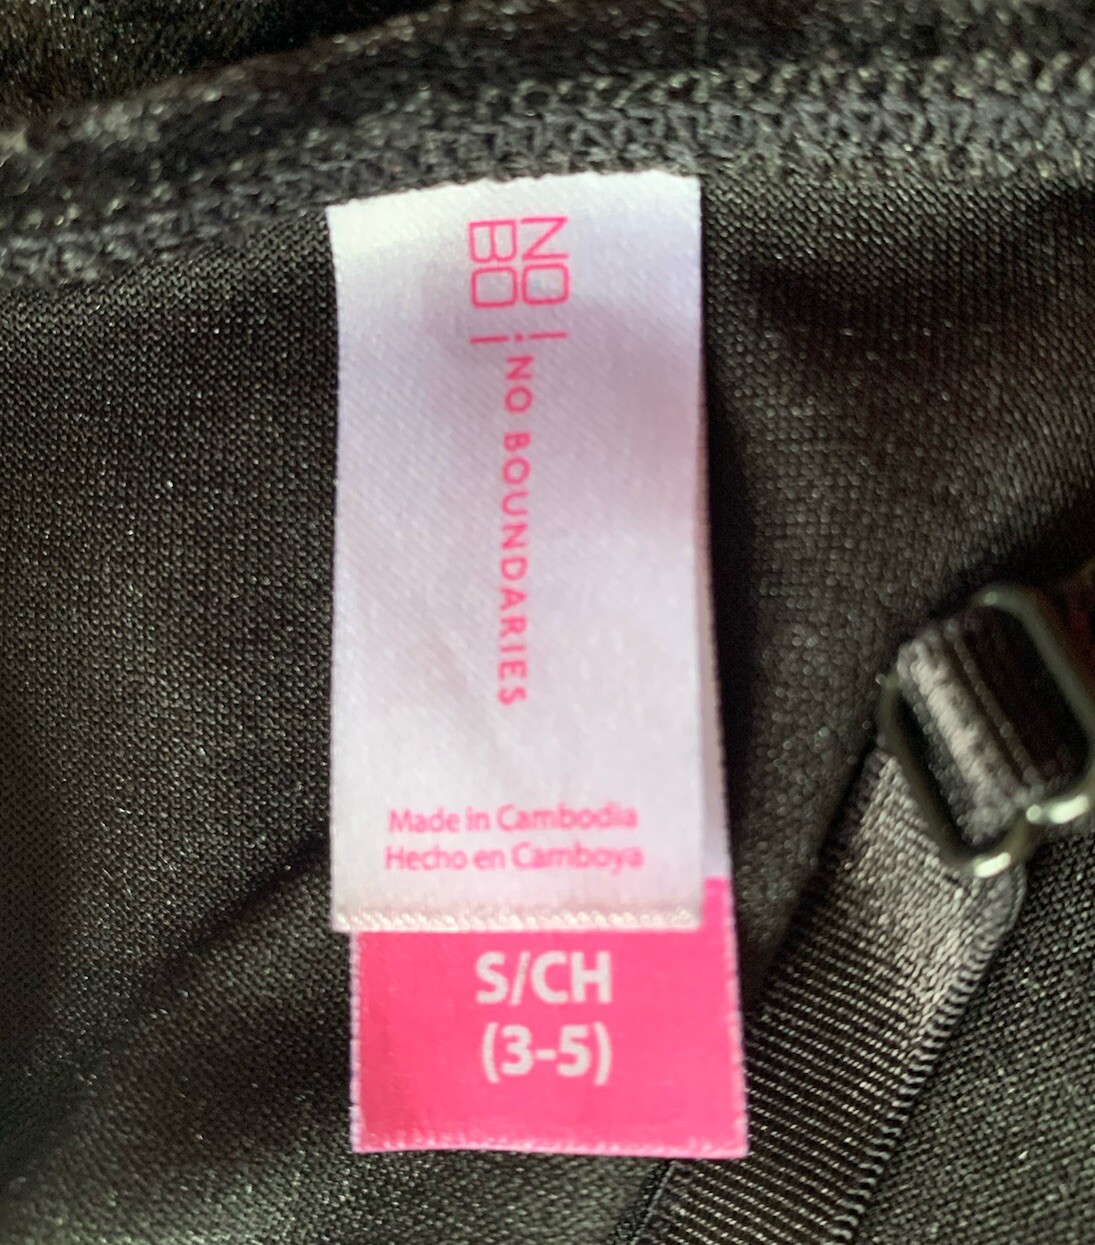 NO
BO
NO BOUNDARIES
Made in Cambodia
Hecho en Camboya
S/CH
(3-5)